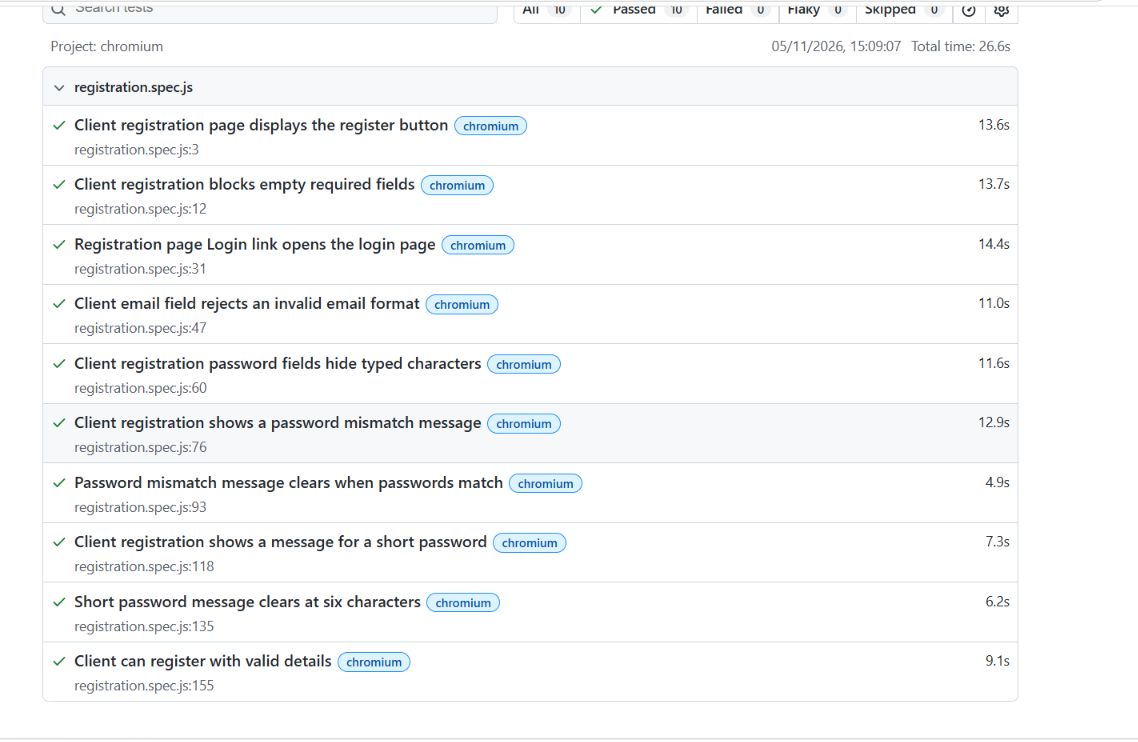 Search tests
All 10 Passed 10 Failed 0 Flaky 0 Skipped 0
Project: chromium 05/11/2026, 15:09:07 Total time: 26.6s
registration.spec.js
Client registration page displays the register button chromium 13.6s
registration.spec.js:3
Client registration blocks empty required fields chromium 13.7s
registration.spec.js:12
Registration page Login link opens the login page chromium 14.4s
registration.spec.js:31
Client email field rejects an invalid email format chromium 11.0s
registration.spec.js:47
Client registration password fields hide typed characters chromium 11.6s
registration.spec.js:60
Client registration shows a password mismatch message chromium 12.9s
registration.spec.js:76
Password mismatch message clears when passwords match chromium 4.9s
registration.spec.js:93
Client registration shows a message for a short password chromium 7.3s
registration.spec.js:118
Short password message clears at six characters chromium 6.2s
registration.spec.js:135
Client can register with valid details chromium 9.1s
registration.spec.js:155